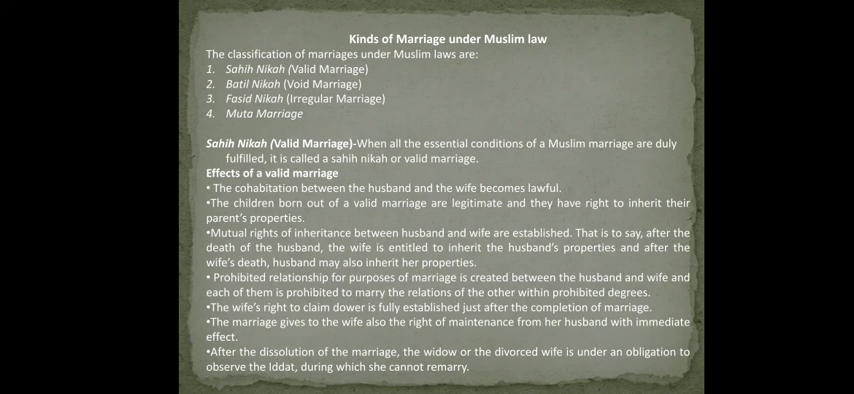 Kinds of Marriage under Muslim law
The classification of marriages under Muslim laws are:
1. Sahih Nikah (Valid Marriage)
2. Batil Nikah (Void Marriage)
3. Fasid Nikah (Irregular Marriage)
4. Muta Marriage
Sahih Nikah (Valid Marriage)-When all the essential conditions of a Muslim marriage are duly
fulfilled, it is called a sahih nikah or valid marriage.
Effects of a valid marriage
• The cohabitation between the husband and the wife becomes lawful.
•The children born out of a valid marriage are legitimate and they have right to inherit their
parent's properties.
•Mutual rights of inheritance between husband and wife are established. That is to say, after the
death of the husband, the wife is entitled to inherit the husband's properties and after the
wife's death, husband may also inherit her properties.
• Prohibited relationship for purposes of marriage is created between the husband and wife and
each of them is prohibited to marry the relations of the other within prohibited degrees.
•The wife's right to claim dower is fully established just after the completion of marriage.
•The marriage gives to the wife also the right of maintenance from her husband with immediate
effect.
•After the dissolution of the marriage, the widow or the divorced wife is under an obligation to
observe the Iddat, during which she cannot remarry.